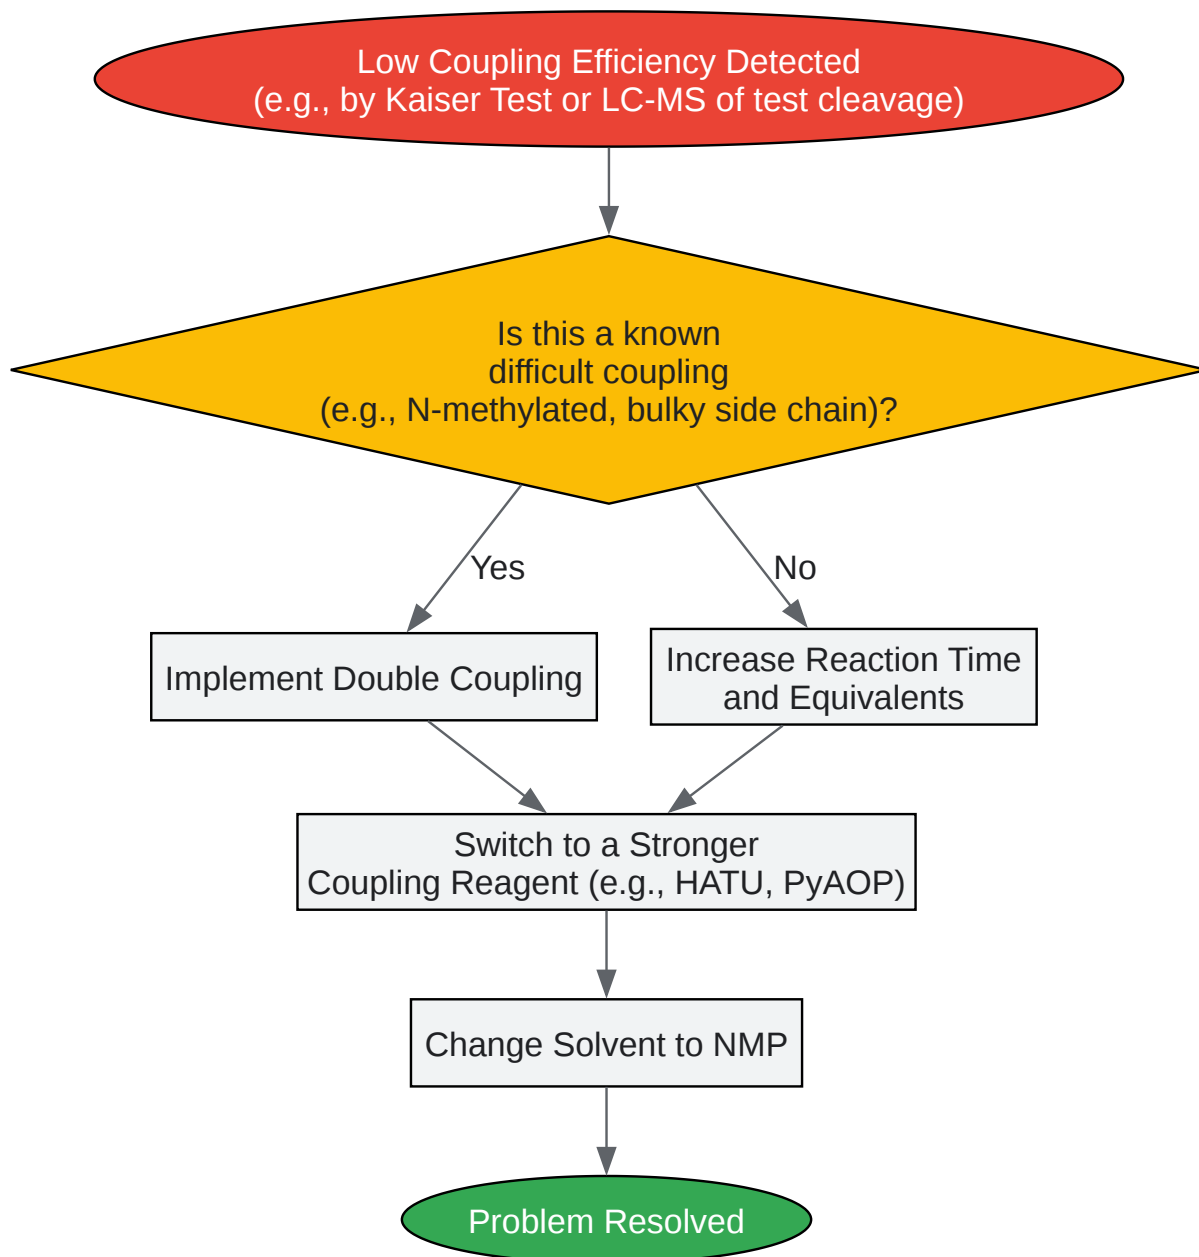 Low Coupling Efficiency Detected
(e.g., by Kaiser Test or LC-MS of test cleavage)
Is this a known
difficult coupling
(e.g., N-methylated, bulky side chain)?
Yes
No
Implement Double Coupling
Increase Reaction Time
and Equivalents
Switch to a Stronger
Coupling Reagent (e.g., HATU, PyAOP)
Change Solvent to NMP
Problem Resolved